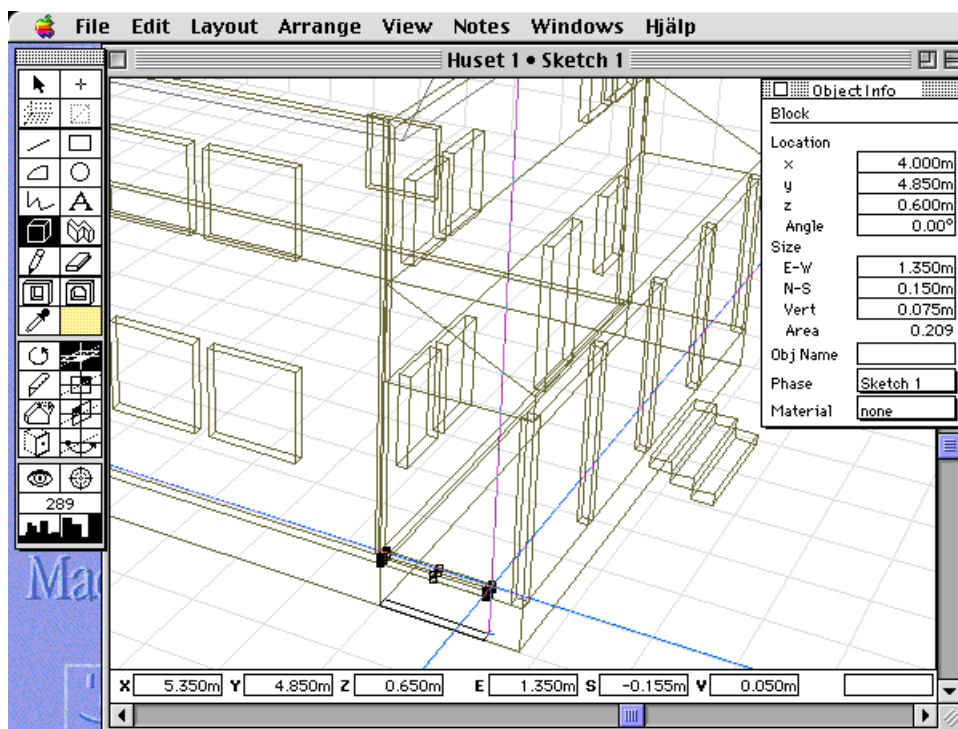 File Edit Layout Arrange View Notes Windows Hjälp
Huset 1 • Sketch 1
Object Info
Block
Location
x 4.000m
y 4.850m
z 0.600m
Angle 0.00°
Size
E-W 1.350m
N-S 0.150m
Vert 0.075m
Area 0.209
Obj Name
Phase Sketch 1
Material none
A
289
Mac
X 5.350m Y 4.850m Z 0.650m E 1.350m S -0.155m V 0.050m